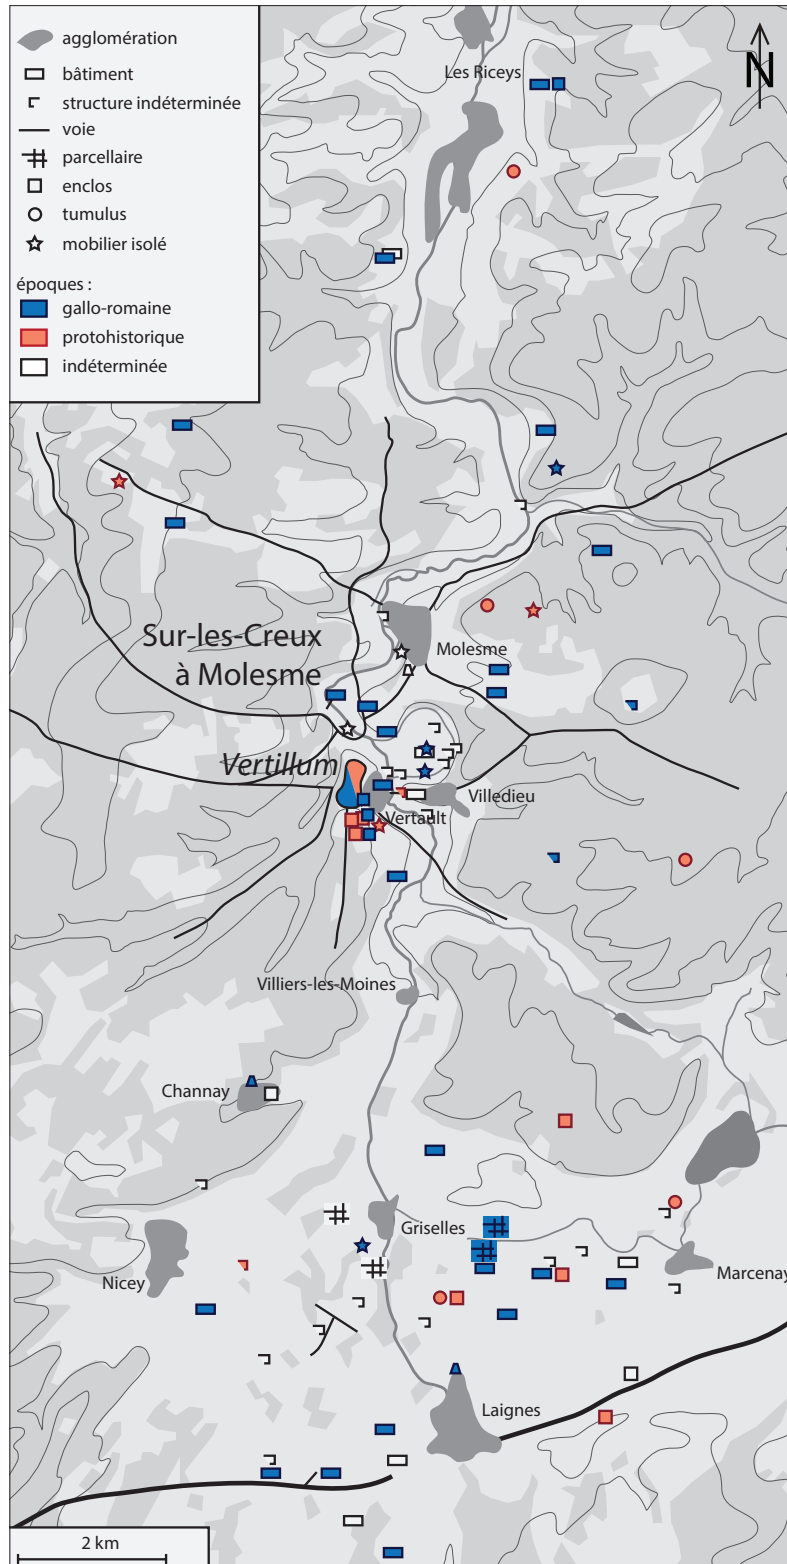 agglomération
bâtiment
structure indéterminée
voie
parcellaire
enclos
tumulus
mobilier isolé
époques :
gallo-romaine
protohistorique
indéterminée
N
Les Riceys
Sur-les-Creux
à Molesme
Molesme
Vertillum
Villedieu
Vertault
Villiers-les-Moines
Channay
Griselles
Nicey
Marcenay
Laignes
2 km